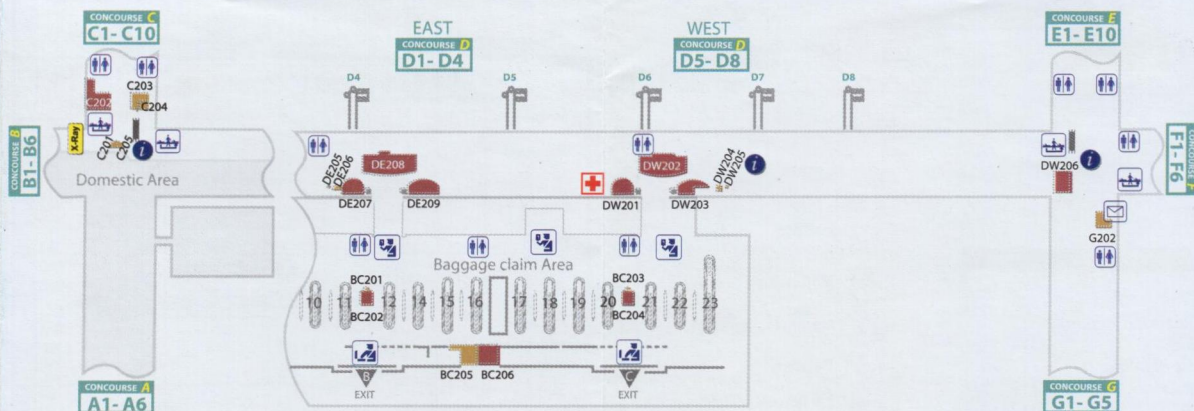 CONCOURSE C
C1- C10
EAST
CONCOURSE D
D1- D4
WEST
CONCOURSE D
D5- D8
CONCOURSE E
E1- E10
D4
D5
D6
D7
D8
C202
C203
C204
C201
C205
X-Ray
CONCOURSE B
B1- B6
Domestic Area
DE205
DE206
DE208
DE207
DE209
DW201
DW202
DW203
DW204
DW205
DW206
G202
F1- F6
CONCOURSE
Baggage claim Area
BC201
BC202
BC203
BC204
10
11
12
14
15
16
17
18
19
20
21
22
23
BC205
BC206
B
EXIT
C
EXIT
CONCOURSE A
A1- A6
CONCOURSE G
G1- G5